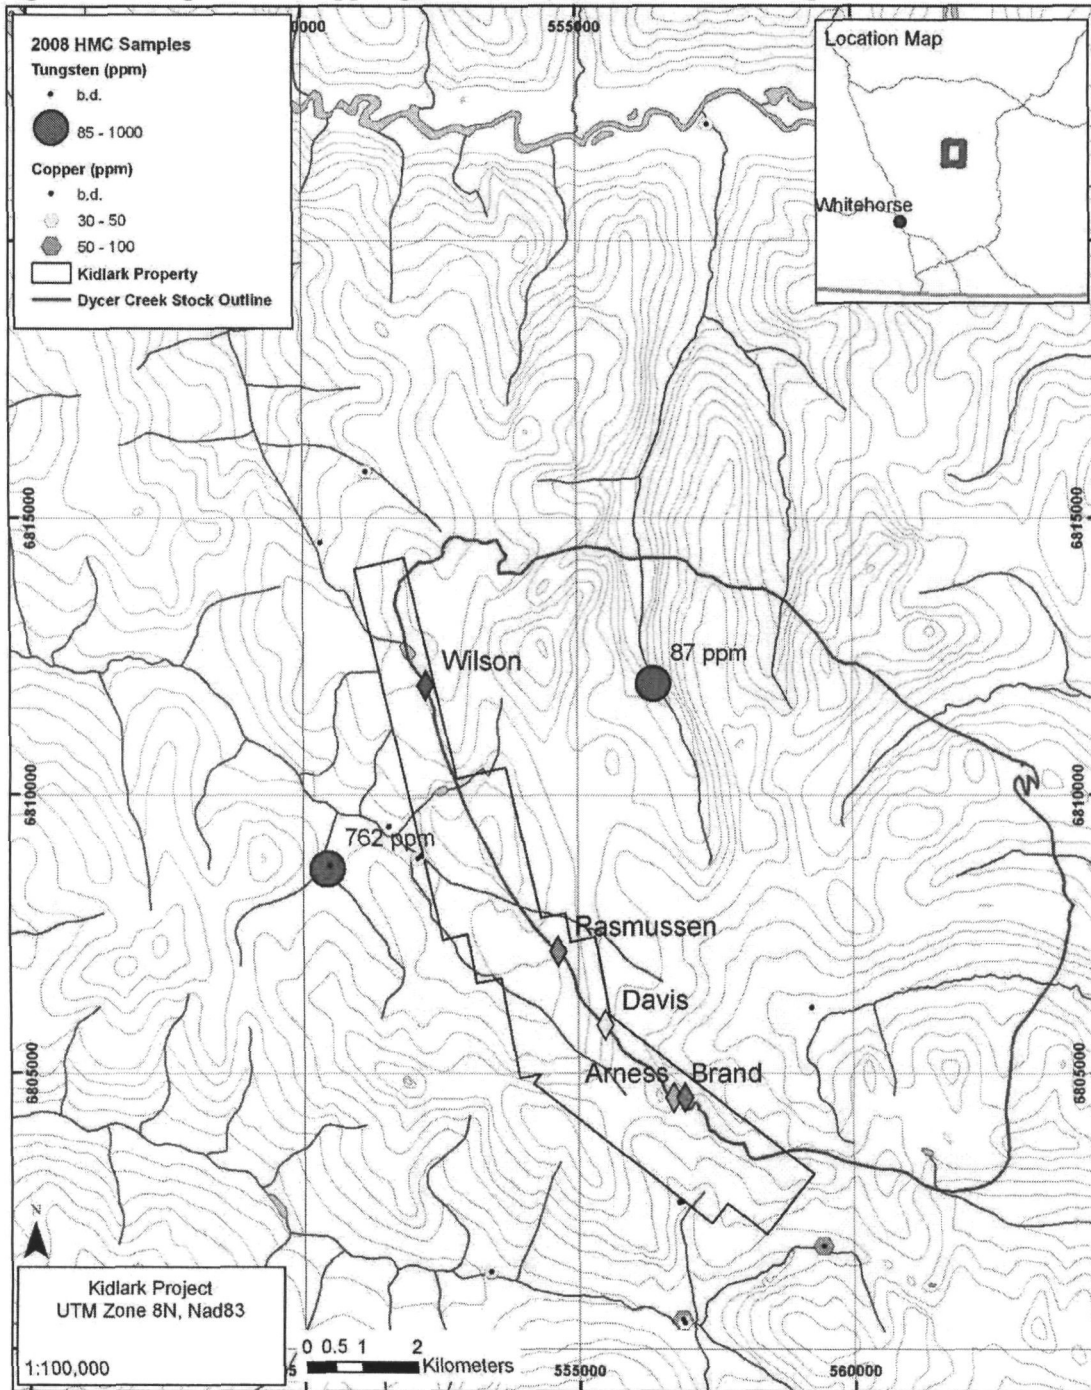 2008 HMC Samples
Tungsten (ppm)
b.d.
85 - 1000
Copper (ppm)
b.d.
30 - 50
50 - 100
Kidlark Property
Dycer Creek Stock Outline
0000
555000
Location Map
Whitehorse
6815000
6815000
Wilson
87 ppm
6810000
6810000
762 ppm
Rasmussen
Davis
Arness
Brand
6805000
6805000
N
Kidlark Project
UTM Zone 8N, Nad83
1:100,000
0 0.5 1 2
Kilometers
555000
560000